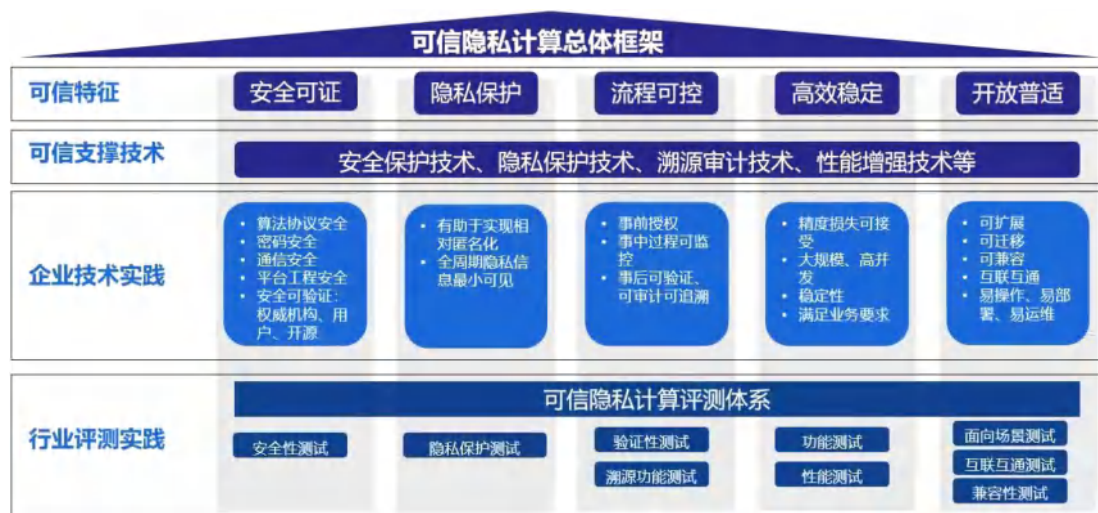 可信隐私计算总体框架
可信特征
安全可证
隐私保护
流程可控
高效稳定
开放普适
可信支撑技术
安全保护技术、隐私保护技术、溯源审计技术、性能增强技术等
企业技术实践
• 算法协议安全
• 密码安全
• 通信安全
• 平台工程安全
• 安全可验证：
权威机构、用
户、开源
• 有助于实现相
对匿名化
• 全周期隐私信
息最小可见
• 事前授权
• 事中过程可监
控
• 事后可验证、
可审计可追溯
• 精度损失可接
受
• 大规模、高并
发
• 稳定性
• 满足业务要求
• 可扩展
• 可迁移
• 可兼容
• 互联互通
• 易操作、易部
署、易运维
行业评测实践
可信隐私计算评测体系
安全性测试
隐私保护测试
验证性测试
溯源功能测试
功能测试
性能测试
面向场景测试
互联互通测试
兼容性测试